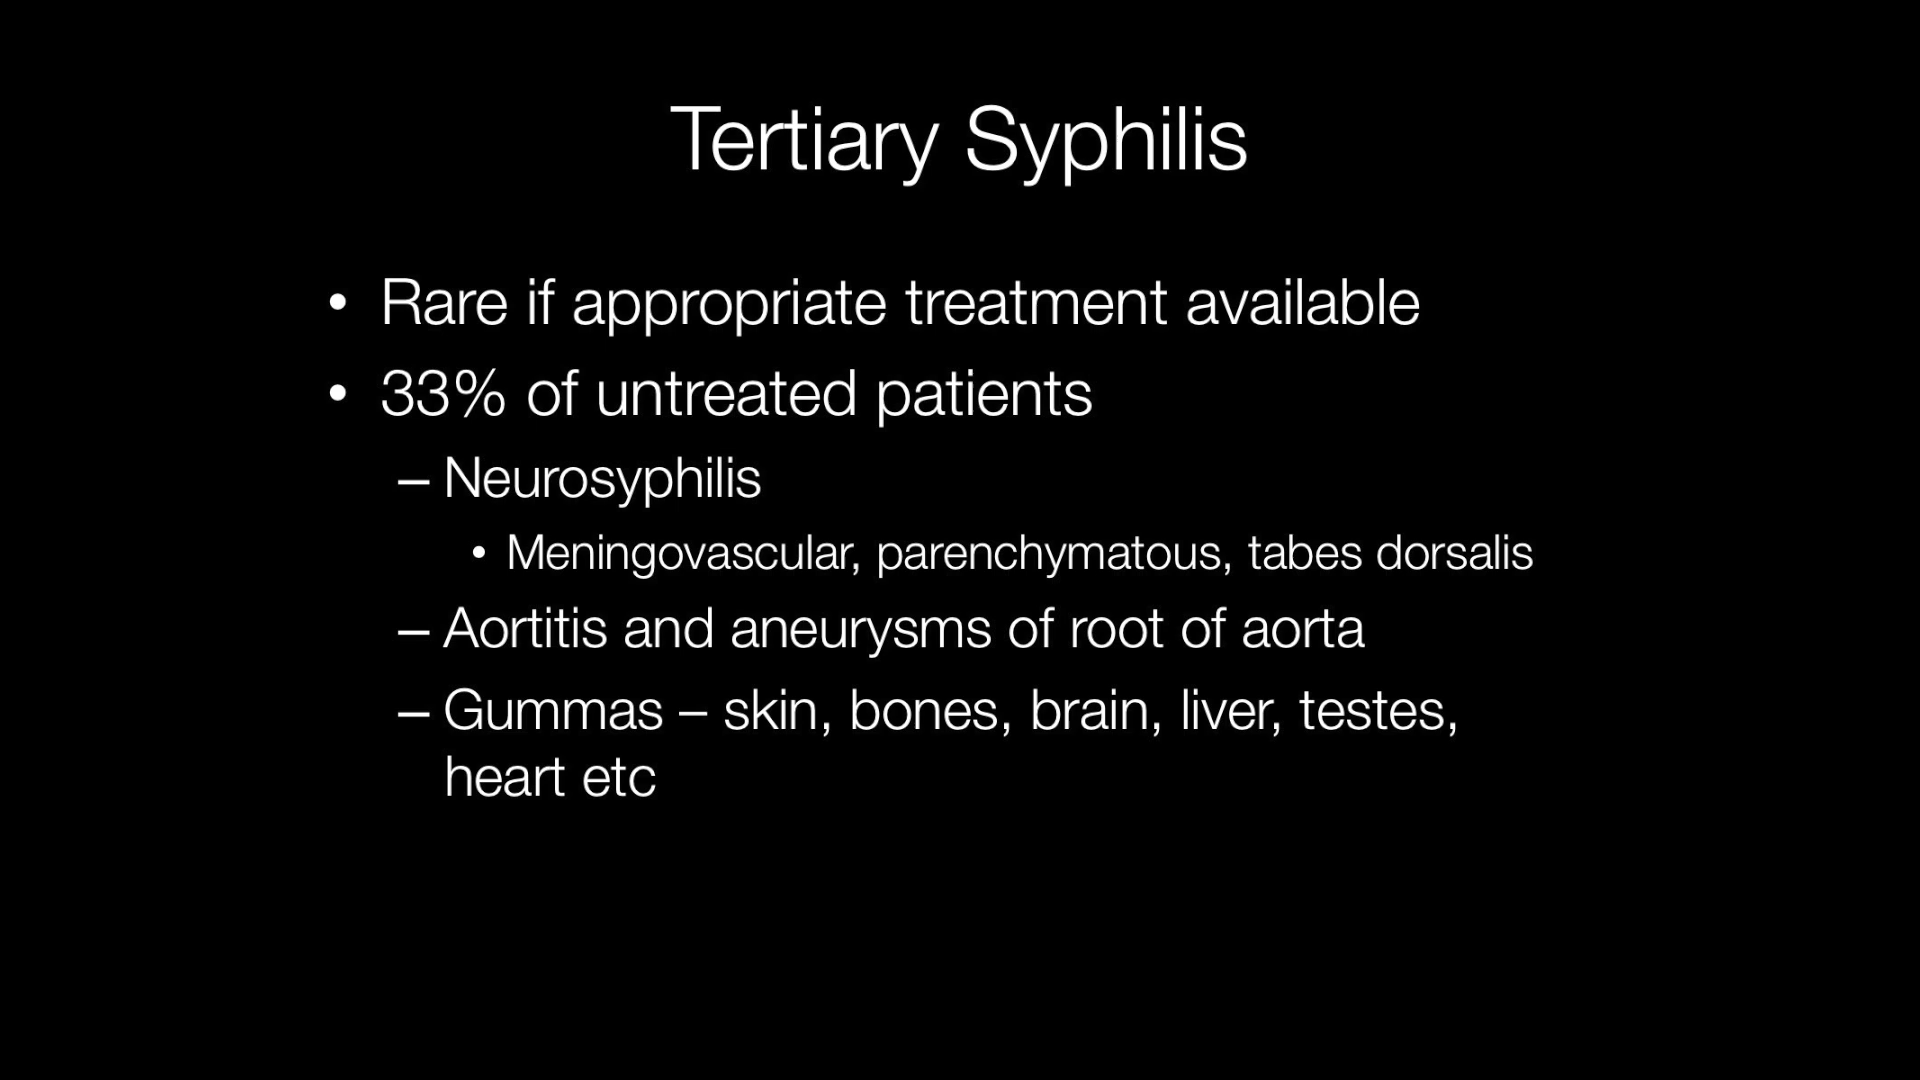 Tertiary Syphilis
• Rare if appropriate treatment available
• 33% of untreated patients
– Neurosyphilis
• Meningovascular, parenchymatous, tabes dorsalis
– Aortitis and aneurysms of root of aorta
– Gummas – skin, bones, brain, liver, testes,
heart etc